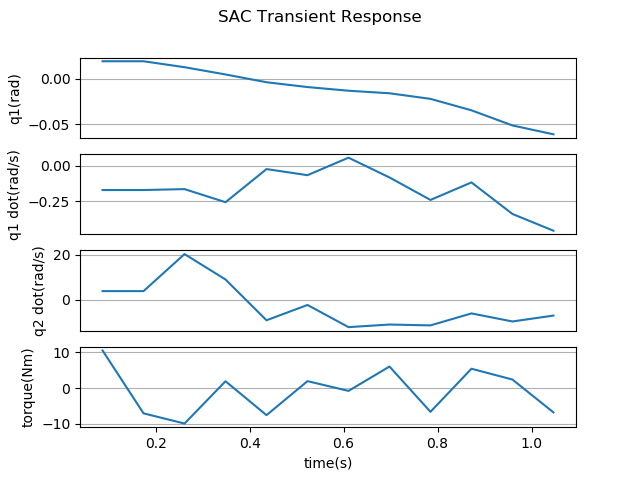 SAC Transient Response
q1(rad)
0.00
−0.05
q1 dot(rad/s)
0.00
−0.25
q2 dot(rad/s)
20
0
torque(Nm)
10
0
−10
0.2 0.4 0.6 0.8 1.0
time(s)